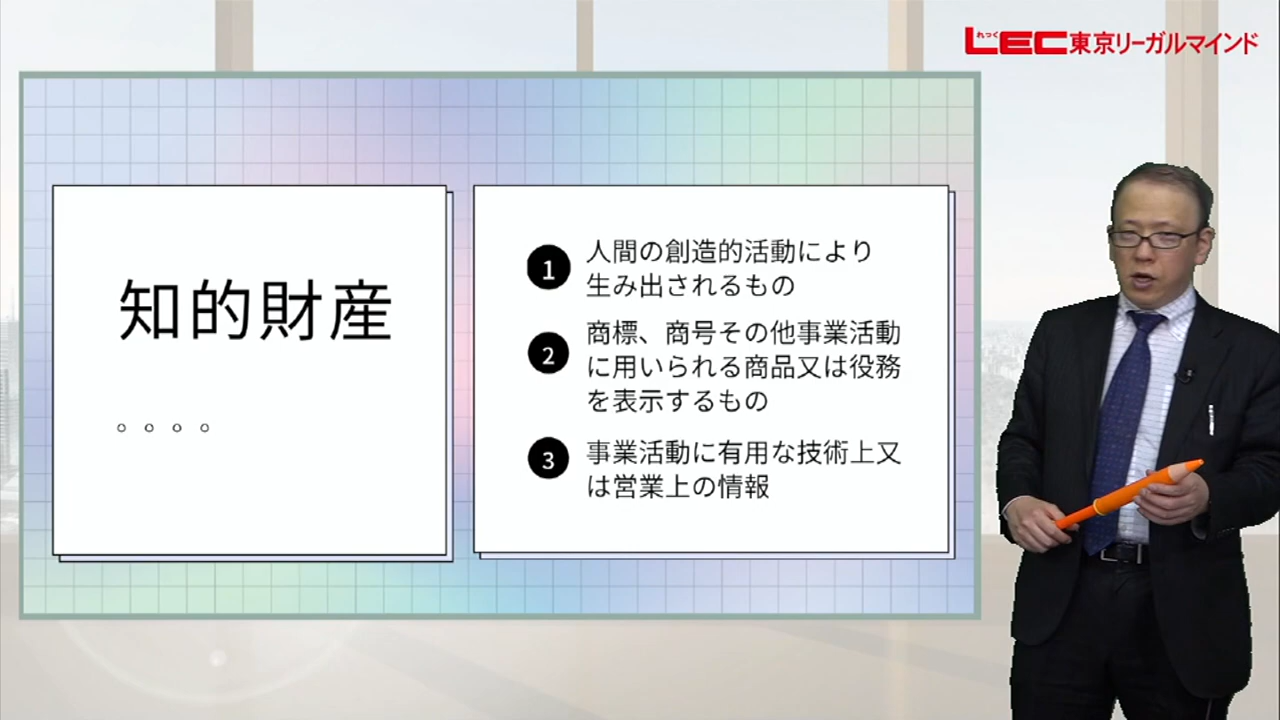 れっく
LEC東京リーガルマインド
知的財産
1 人間の創造的活動により
生み出されるもの
2 商標、商号その他事業活動
に用いられる商品又は役務
を表示するもの
3 事業活動に有用な技術上又
は営業上の情報